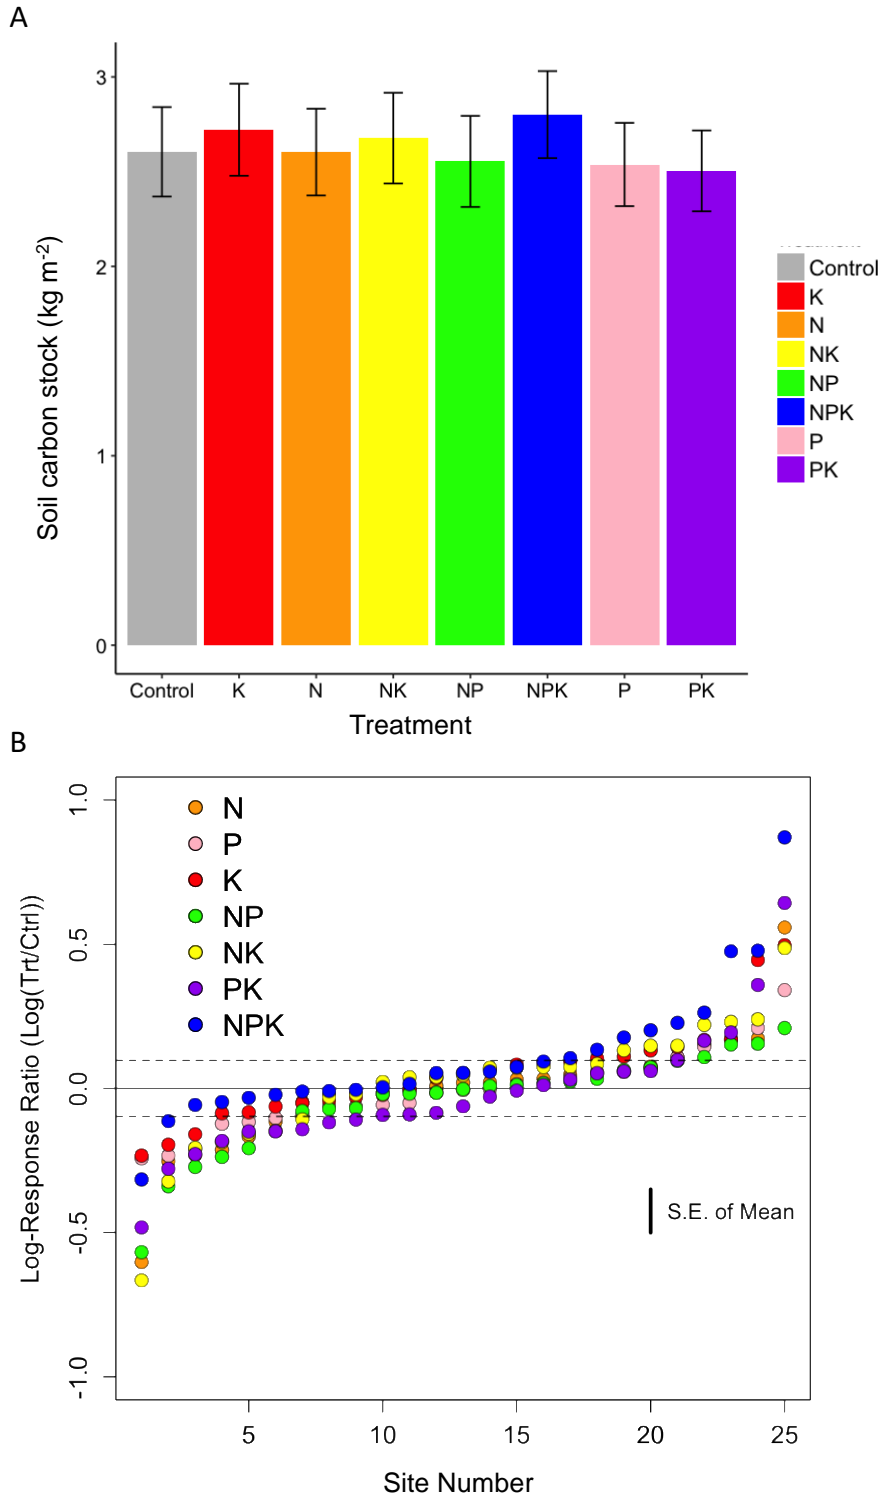 A
3
2
1
0
Soil carbon stock (kg m-2)
Control K N NK NP NPK P PK
Treatment
Control
K
N
NK
NP
NPK
P
PK
B
1.0
0.5
0.0
-0.5
-1.0
Log-Response Ratio (Log(Trt/Ctrl))
N
P
K
NP
NK
PK
NPK
S.E. of Mean
5 10 15 20 25
Site Number